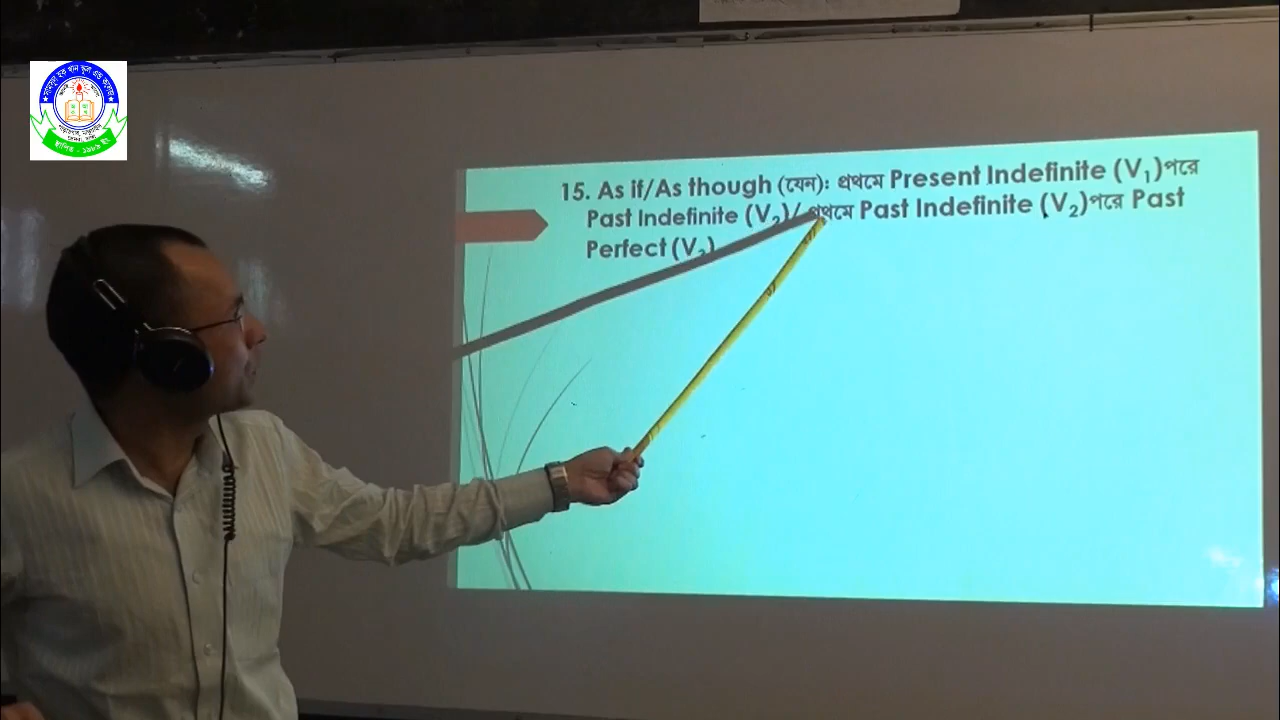 15. As if/As though (যেন): প্রথমে Present Indefinite (V₁)পরে
Past Indefinite (V₂)/ প্রথমে Past Indefinite (V₂)পরে Past
Perfect (V₃)
স্থাপিত - ১৯৮৯ ইং